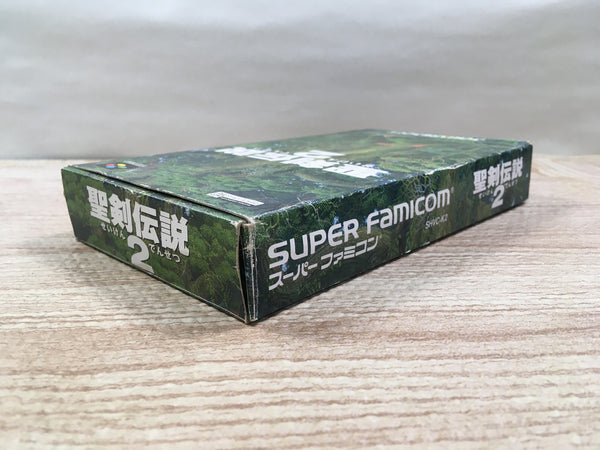 聖剣伝説
せいけん でんせつ
2
SUPER FAMICOM®
スーパーファミコン
SHVC-K2
聖剣伝説
せいけん でんせつ
2